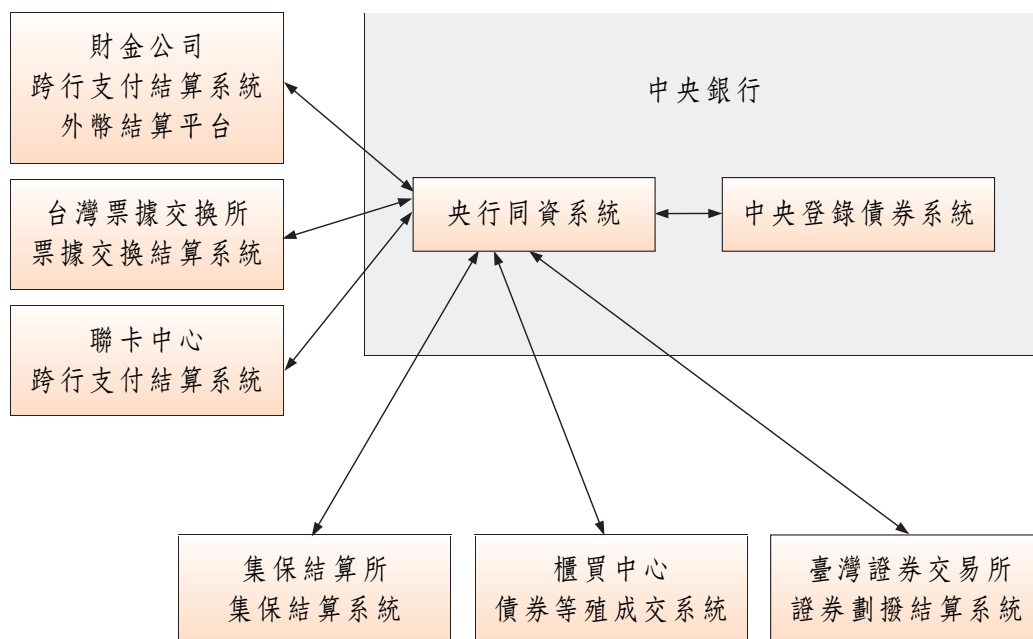 財金公司
跨行支付結算系統
外幣結算平台
中央銀行
台灣票據交換所
票據交換結算系統
央行同資系統
中央登錄債券系統
聯卡中心
跨行支付結算系統
集保結算所
集保結算系統
櫃買中心
債券等殖成交系統
臺灣證券交易所
證券劃撥結算系統